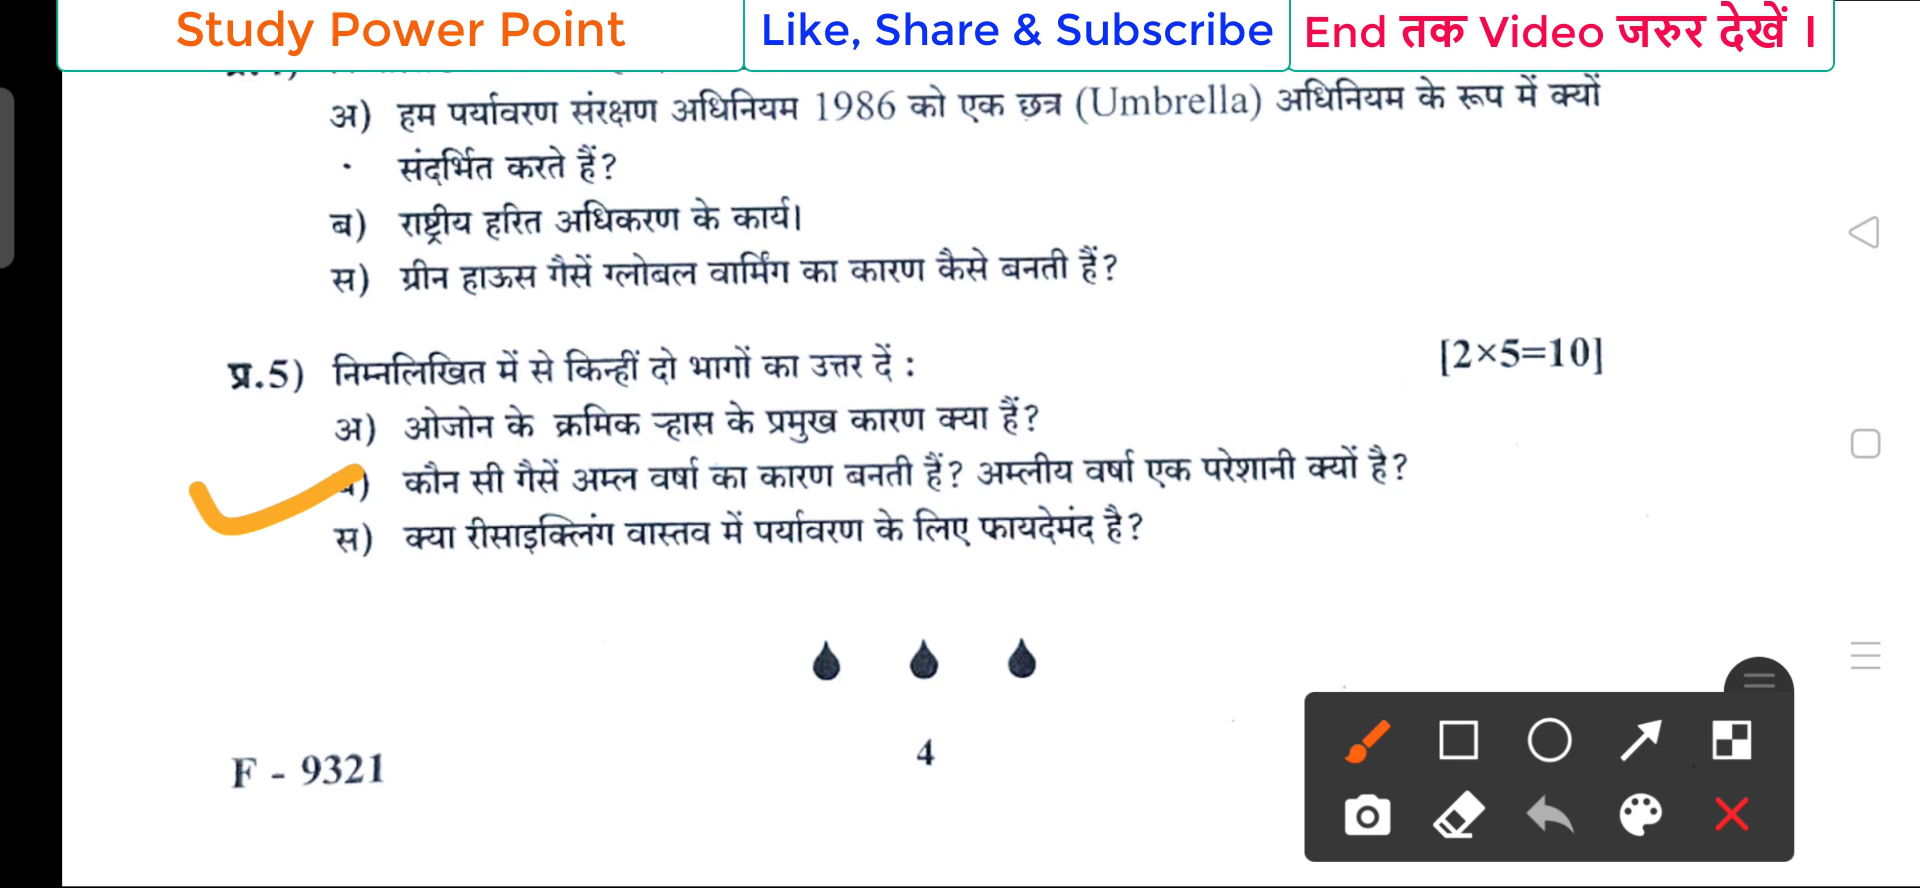 Study Power Point
Like, Share & Subscribe
End तक Video जरुर देखें ।
अ) हम पर्यावरण संरक्षण अधिनियम 1986 को एक छत्र (Umbrella) अधिनियम के रूप में क्यों
संदर्भित करते हैं?
ब) राष्ट्रीय हरित अधिकरण के कार्य।
स) ग्रीन हाऊस गैसें ग्लोबल वार्मिंग का कारण कैसे बनती हैं?
प्र.5) निम्नलिखित में से किन्हीं दो भागों का उत्तर दें : [2×5=10]
अ) ओजोन के क्रमिक ऱ्हास के प्रमुख कारण क्या हैं?
कौन सी गैसें अम्ल वर्षा का कारण बनती हैं? अम्लीय वर्षा एक परेशानी क्यों है?
स) क्या रीसाइक्लिंग वास्तव में पर्यावरण के लिए फायदेमंद है?
F - 9321
4